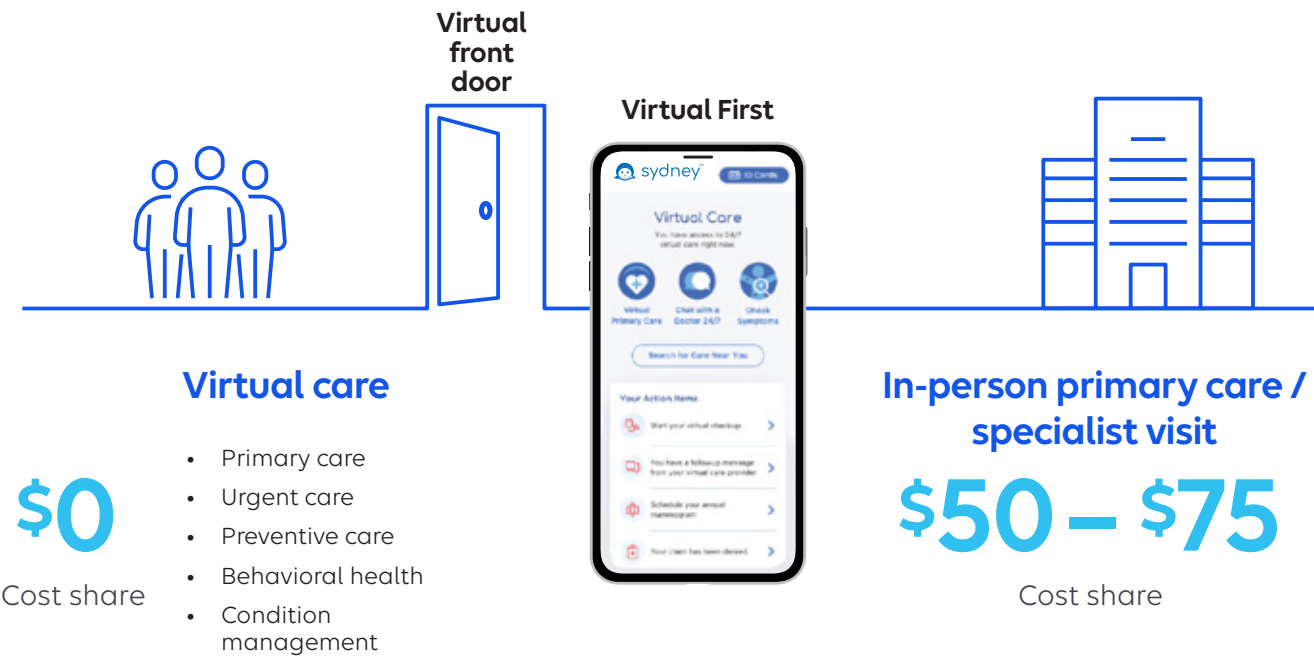 Virtual
front
door
Virtual First
sydney
ID Cards
Virtual Care
You have access to 24/7
virtual care right now.
Virtual
Primary Care
Chat with a
Doctor 24/7
Check
Symptoms
Search for Care Near You
Your Action Items
Start your virtual checkup
You have a followup message
from your virtual care provider
Schedule your annual
mammogram
Your claim has been denied.
Virtual care
$0
Cost share
• Primary care
• Urgent care
• Preventive care
• Behavioral health
• Condition
management
In-person primary care /
specialist visit
$50 – $75
Cost share